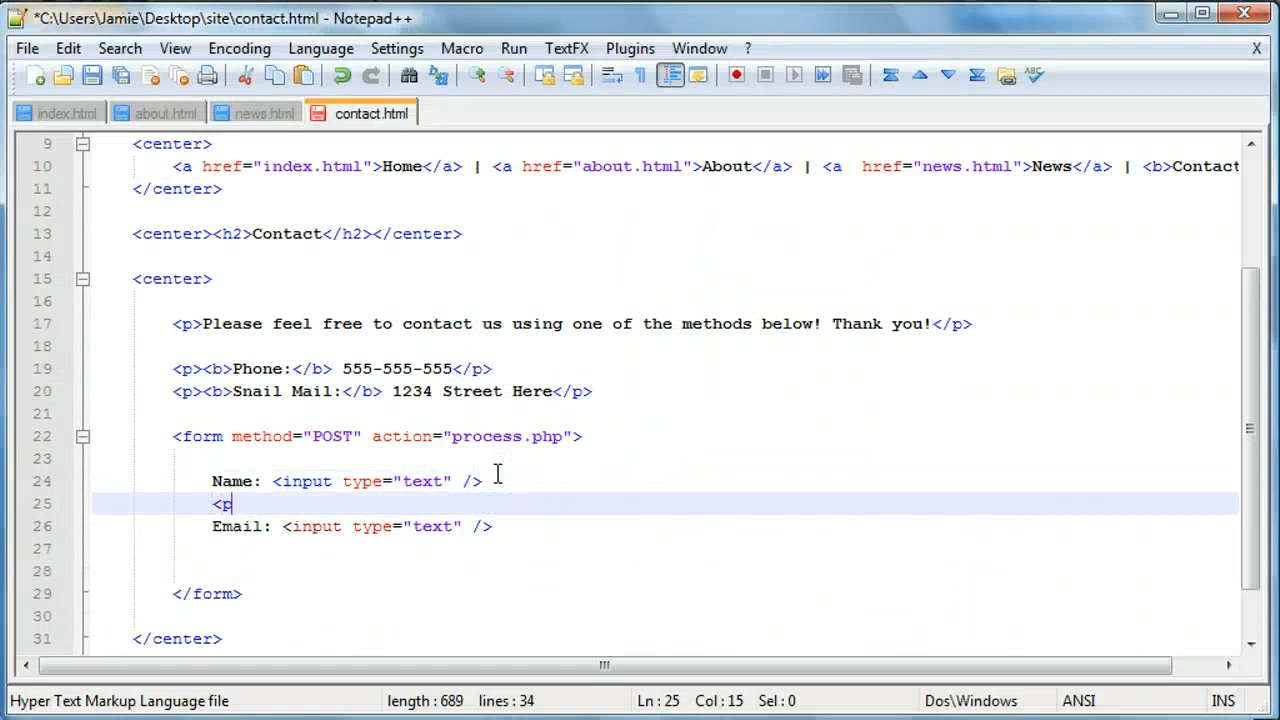 *C:\Users\Jamie\Desktop\site\contact.html - Notepad++
File Edit Search View Encoding Language Settings Macro Run TextFX Plugins Window ? X
index.html about.html news.html contact.html
9 <center>
10 <a href="index.html">Home</a> | <a href="about.html">About</a> | <a  href="news.html">News</a> | <b>Contact
11 </center>
12
13 <center><h2>Contact</h2></center>
14
15 <center>
16
17 <p>Please feel free to contact us using one of the methods below! Thank you!</p>
18
19 <p><b>Phone:</b> 555-555-555</p>
20 <p><b>Snail Mail:</b> 1234 Street Here</p>
21
22 <form method="POST" action="process.php">
23
24 Name: <input type="text" />
25 <p
26 Email: <input type="text" />
27
28
29 </form>
30
31 </center>
Hyper Text Markup Language file length : 689 lines : 34 Ln : 25 Col : 15 Sel : 0 Dos\Windows ANSI INS